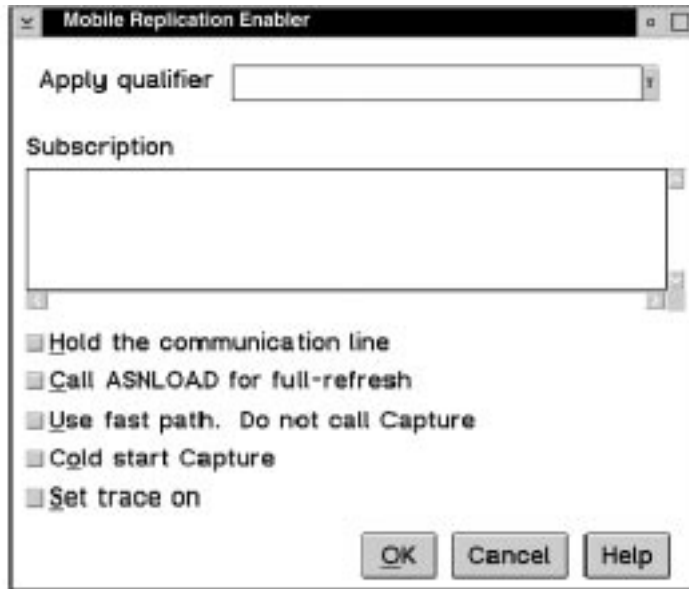 Mobile Replication Enabler
Apply qualifier
Subscription
Hold the communication line
Call ASNLOAD for full-refresh
Use fast path. Do not call Capture
Cold start Capture
Set trace on
OK Cancel Help